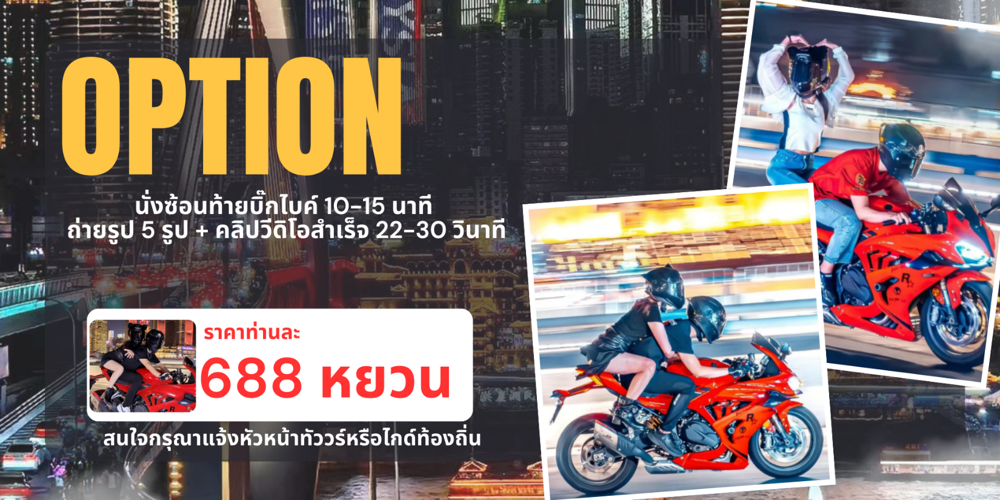 OPTION
นั่งซ้อนท้ายบิ๊กไบค์ 10-15 นาที
ถ่ายรูป 5 รูป + คลิปวีดิโอสำเร็จ 22-30 วินาที
ราคาท่านละ
688 หยวน
สนใจกรุณาแจ้งหัวหน้าทัววร์หรือไกด์ท้องถิ่น
R
R
R